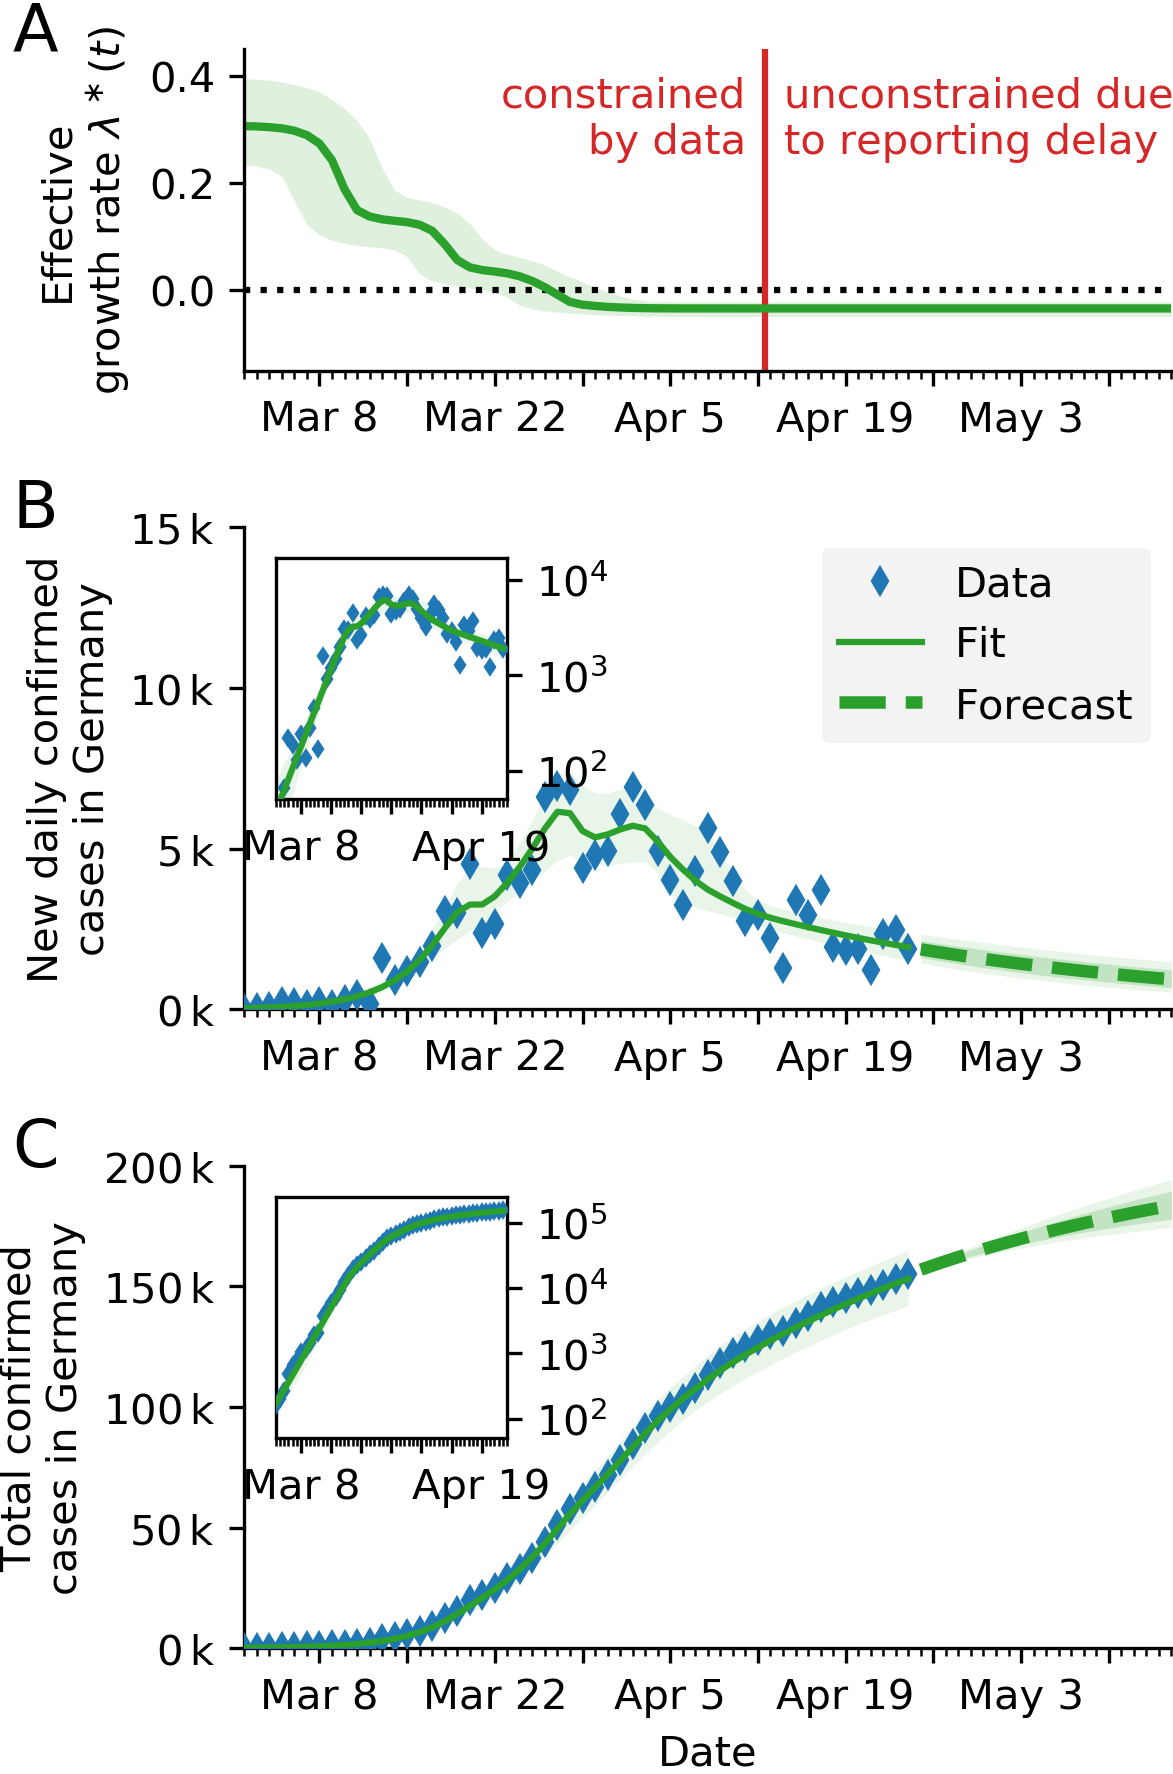 A
Effective
growth rate λ * (t)
0.4
0.2
0.0
constrained
by data
unconstrained due
to reporting delay
Mar 8
Mar 22
Apr 5
Apr 19
May 3
B
New daily confirmed
cases in Germany
15 k
10 k
5 k
0 k
10⁴
10³
10²
Mar 8
Apr 19
Data
Fit
Forecast
Mar 8
Mar 22
Apr 5
Apr 19
May 3
C
Total confirmed
cases in Germany
200 k
150 k
100 k
50 k
0 k
10⁵
10⁴
10³
10²
Mar 8
Apr 19
Mar 8
Mar 22
Apr 5
Apr 19
May 3
Date